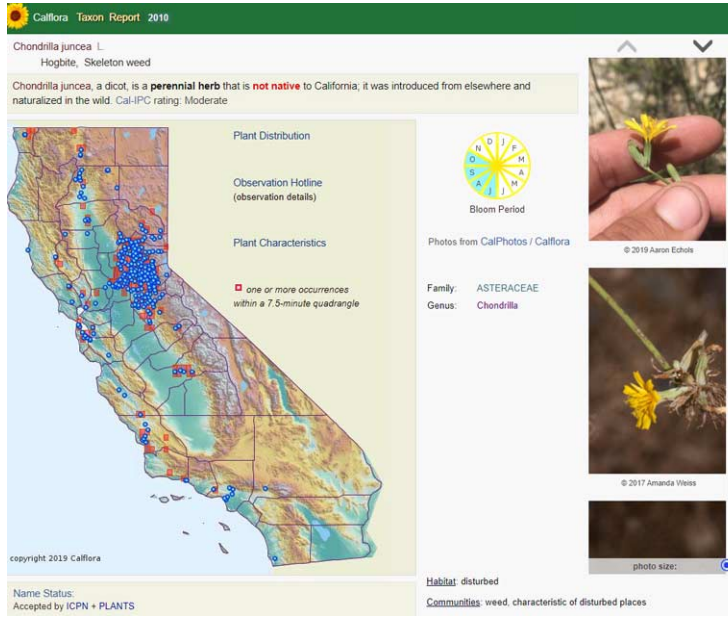 Calflora Taxon Report 2010
Chondrilla juncea L.
Hogbite, Skeleton weed
Chondrilla juncea, a dicot, is a perennial herb that is not native to California; it was introduced from elsewhere and
naturalized in the wild. Cal-IPC rating: Moderate
Plant Distribution
Observation Hotline
(observation details)
Plant Characteristics
one or more occurrences
within a 7.5-minute quadrangle
copyright 2019 Calflora
D J
N F
O M
S A
A M
J J
Bloom Period
Photos from CalPhotos / Calflora
Family: ASTERACEAE
Genus: Chondrilla
© 2019 Aaron Echols
© 2017 Amanda Weiss
photo size:
Name Status:
Accepted by ICPN + PLANTS
Habitat: disturbed
Communities: weed, characteristic of disturbed places